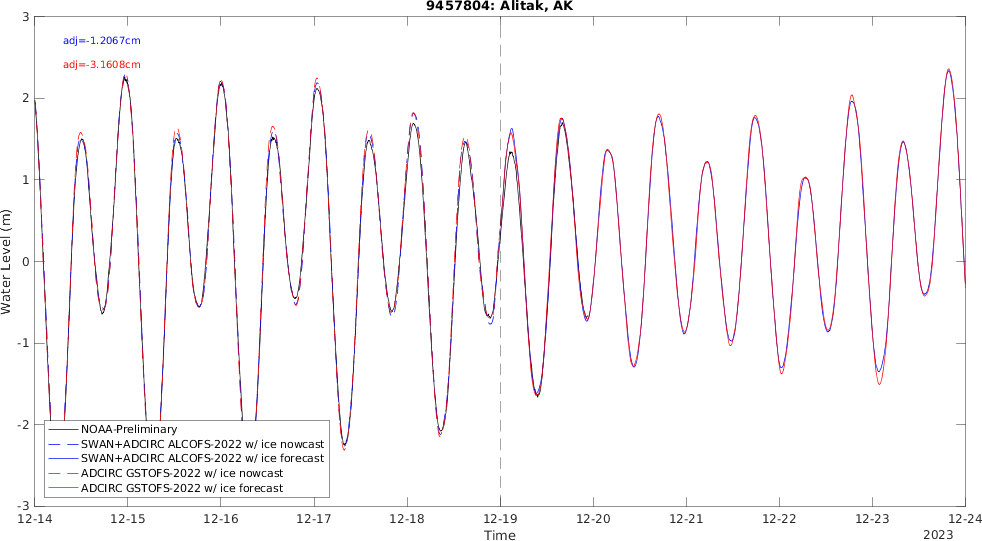 9457804: Alitak, AK
adj=-1.2067cm
adj=-3.1608cm
Water Level (m)
3
2
1
0
-1
-2
-3
NOAA-Preliminary
SWAN+ADCIRC ALCOFS-2022 w/ ice nowcast
SWAN+ADCIRC ALCOFS-2022 w/ ice forecast
ADCIRC GSTOFS-2022 w/ ice nowcast
ADCIRC GSTOFS-2022 w/ ice forecast
12-14 12-15 12-16 12-17 12-18 12-19 12-20 12-21 12-22 12-23 12-24
Time
2023